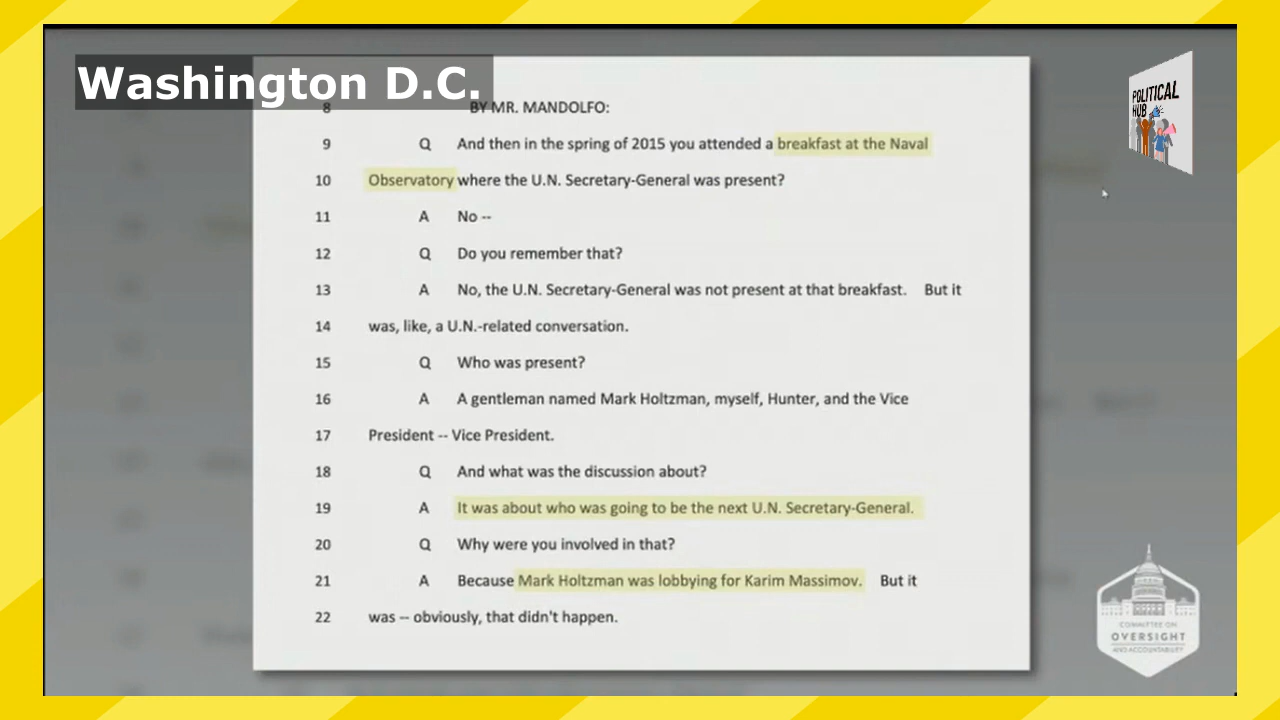 Washington D.C.
POLITICAL
HUB
8 BY MR. MANDOLFO:
9 Q And then in the spring of 2015 you attended a breakfast at the Naval
10 Observatory where the U.N. Secretary-General was present?
11 A No --
12 Q Do you remember that?
13 A No, the U.N. Secretary-General was not present at that breakfast. But it
14 was, like, a U.N.-related conversation.
15 Q Who was present?
16 A A gentleman named Mark Holtzman, myself, Hunter, and the Vice
17 President -- Vice President.
18 Q And what was the discussion about?
19 A It was about who was going to be the next U.N. Secretary-General.
20 Q Why were you involved in that?
21 A Because Mark Holtzman was lobbying for Karim Massimov. But it
22 was -- obviously, that didn't happen.
COMMITTEE ON
OVERSIGHT
AND ACCOUNTABILITY